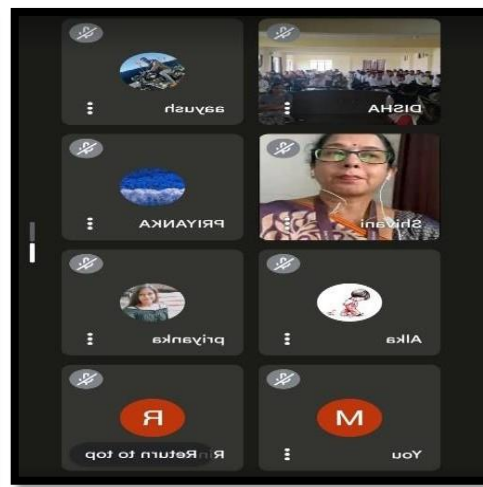 DISHA
aayush
Shivani
PRIYANKA
Alka
priyanka
M
R
You
Return to top